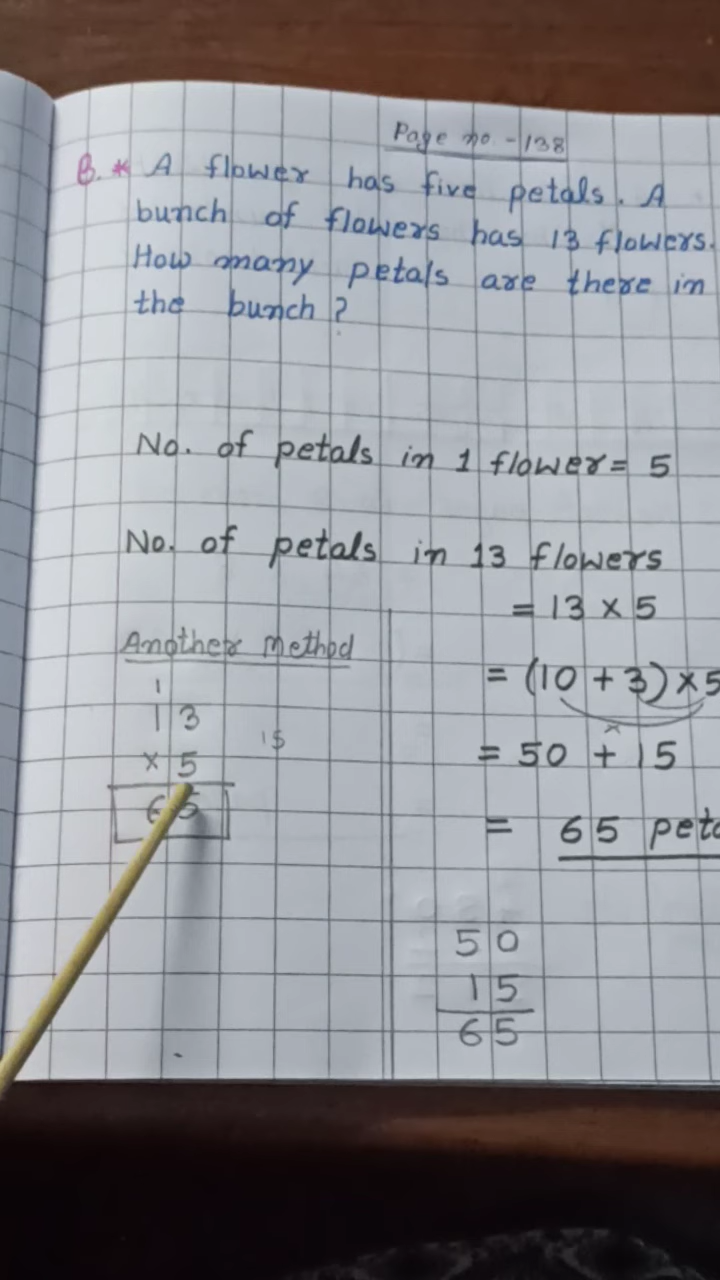 Page no - 138
B. * A flower has five petals. A
bunch of flowers has 13 flowers.
How many petals are there in
the bunch?
No. of petals in 1 flower = 5
No. of petals in 13 flowers
= 13 × 5
= (10 + 3) × 5
= 50 + 15
= 65
Another Method
1
13
15
× 5
65
50
15
65